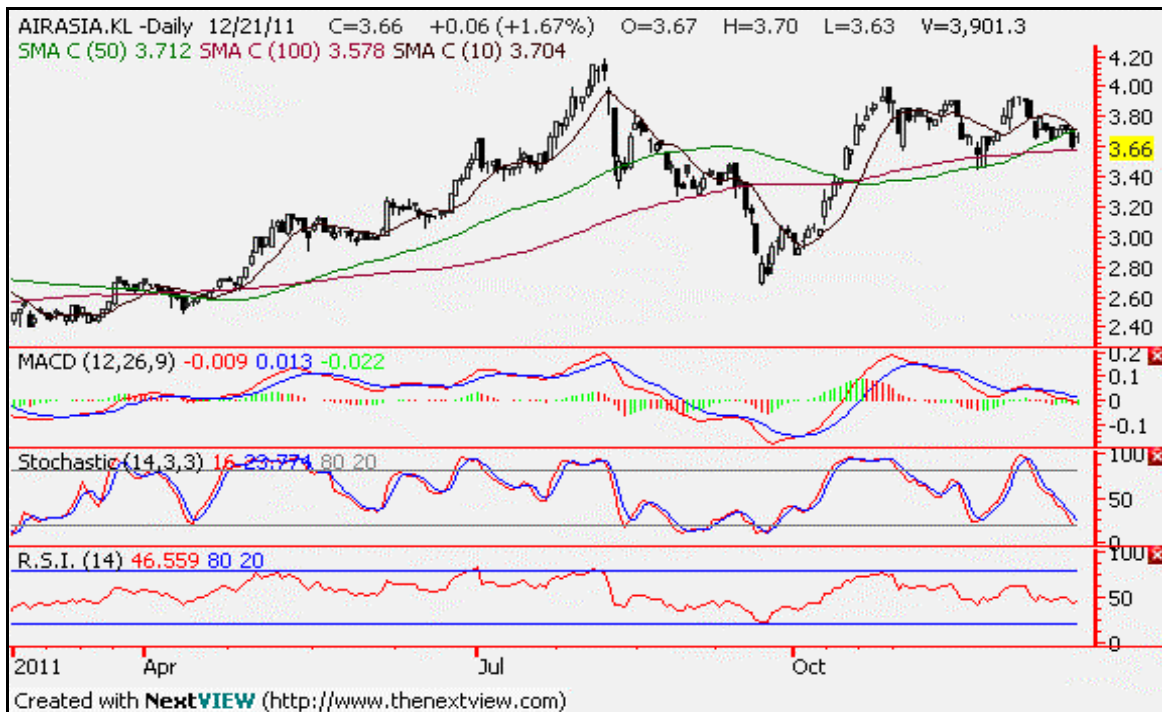 AIRASIA.KL -Daily 12/21/11 C=3.66 +0.06 (+1.67%) O=3.67 H=3.70 L=3.63 V=3,901.3
SMA C (50) 3.712 SMA C (100) 3.578 SMA C (10) 3.704
4.20
4.00
3.80
3.66
3.40
3.20
3.00
2.80
2.60
2.40
MACD (12,26,9) -0.009 0.013 -0.022
0.2
0.1
0
-0.1
Stochastic (14,3,3) 16 23.774 80 20
100
50
0
R.S.I. (14) 46.559 80 20
100
50
0
2011 Apr Jul Oct
Created with NextVIEW (http://www.thenextview.com)